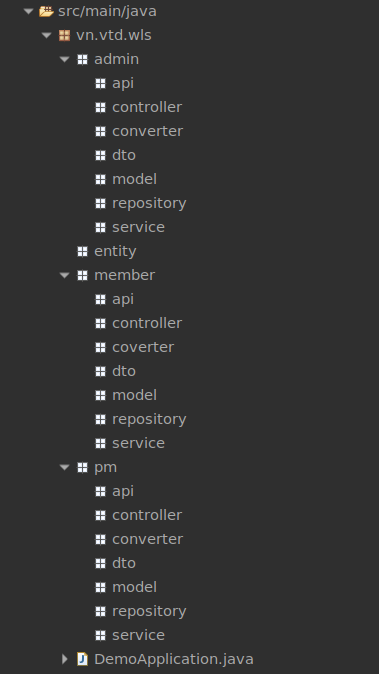 src/main/java
vn.vtd.wls
admin
api
controller
converter
dto
model
repository
service
entity
member
api
controller
coverter
dto
model
repository
service
pm
api
controller
converter
dto
model
repository
service
DemoApplication.java